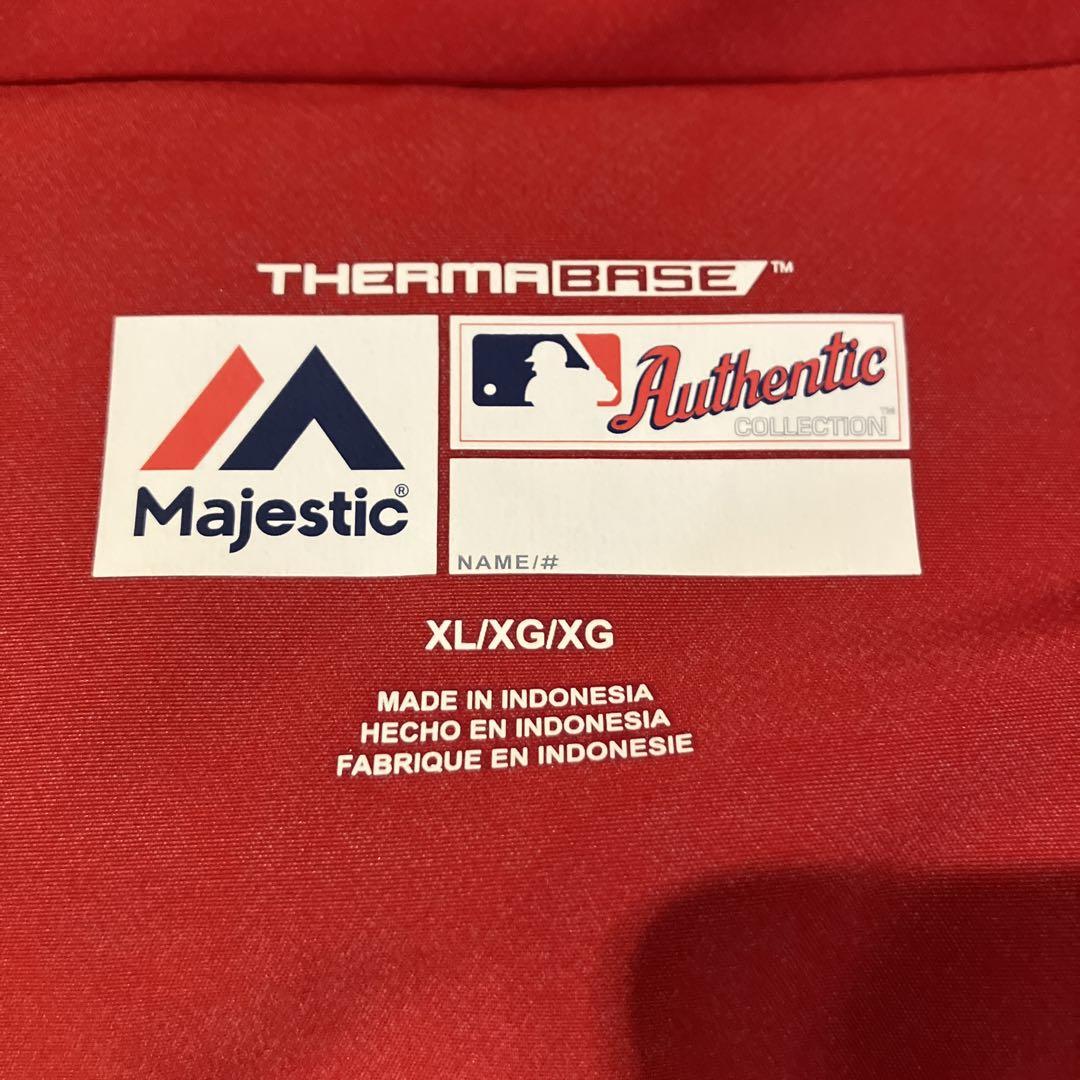 THERMABASE™
Majestic®
Authentic
COLLECTION™
NAME/#
XL/XG/XG
MADE IN INDONESIA
HECHO EN INDONESIA
FABRIQUE EN INDONESIE